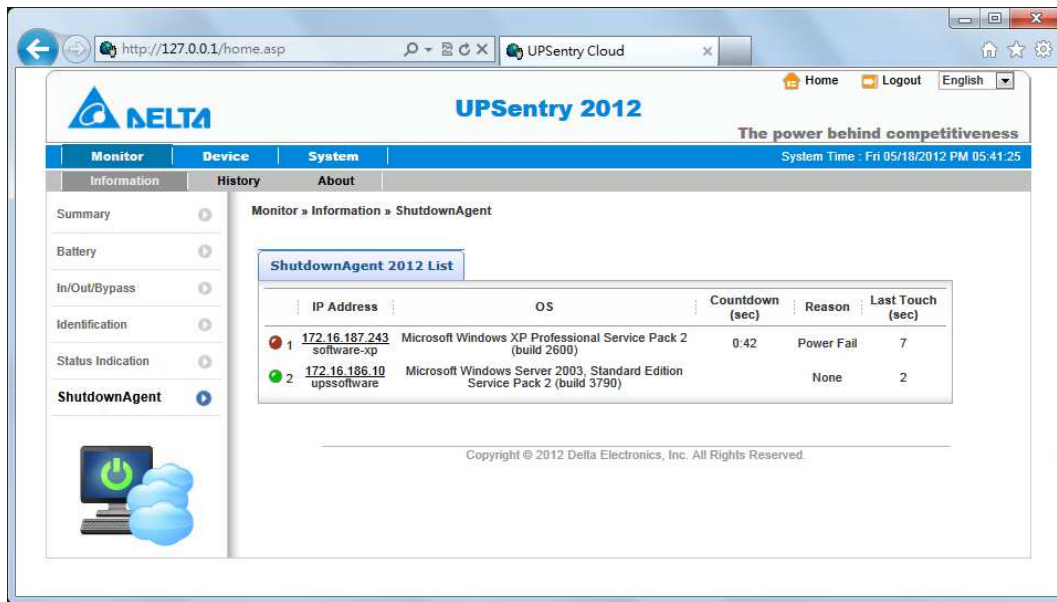 http://127.0.0.1/home.asp
UPSentry Cloud
Home Logout English
DELTA
UPSentry 2012
The power behind competitiveness
Monitor Device System System Time : Fri 05/18/2012 PM 05:41:25
Information History About
Summary
Battery
In/Out/Bypass
Identification
Status Indication
ShutdownAgent
Monitor » Information » ShutdownAgent
ShutdownAgent 2012 List
IP Address OS Countdown (sec) Reason Last Touch (sec)
1 172.16.187.243 Microsoft Windows XP Professional Service Pack 2 0:42 Power Fail 7
software-xp (build 2600)
2 172.16.186.10 Microsoft Windows Server 2003, Standard Edition None 2
upssoftware Service Pack 2 (build 3790)
Copyright © 2012 Delta Electronics, Inc. All Rights Reserved.